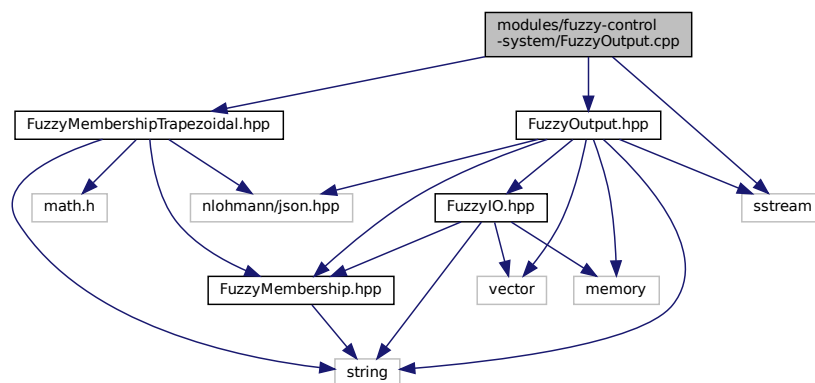 modules/fuzzy-control
-system/FuzzyOutput.cpp
FuzzyMembershipTrapezoidal.hpp
FuzzyOutput.hpp
math.h
nlohmann/json.hpp
FuzzyIO.hpp
sstream
FuzzyMembership.hpp
vector
memory
string